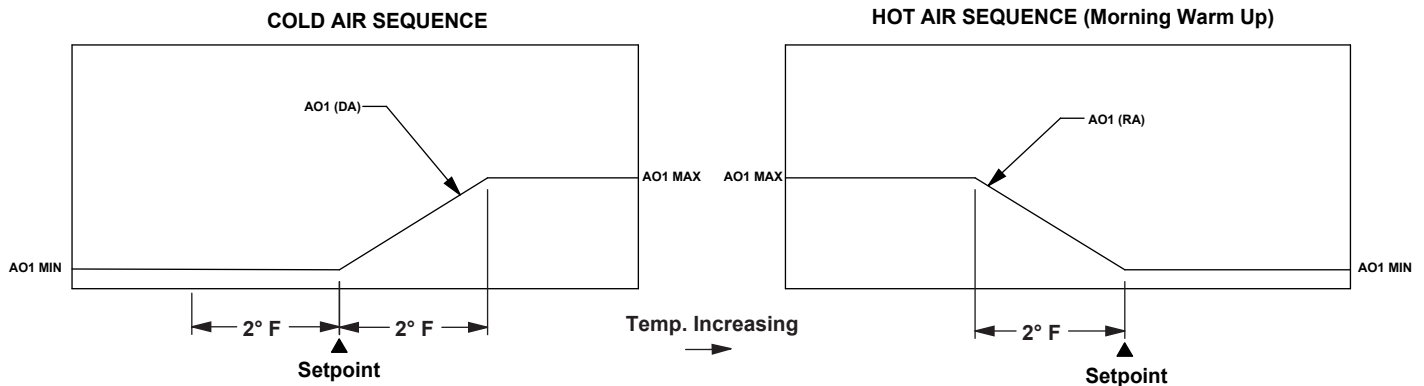 COLD AIR SEQUENCE
AO1 (DA)
AO1 MAX
AO1 MIN
2° F
2° F
Setpoint
Temp. Increasing
HOT AIR SEQUENCE (Morning Warm Up)
AO1 (RA)
AO1 MAX
AO1 MIN
2° F
Setpoint